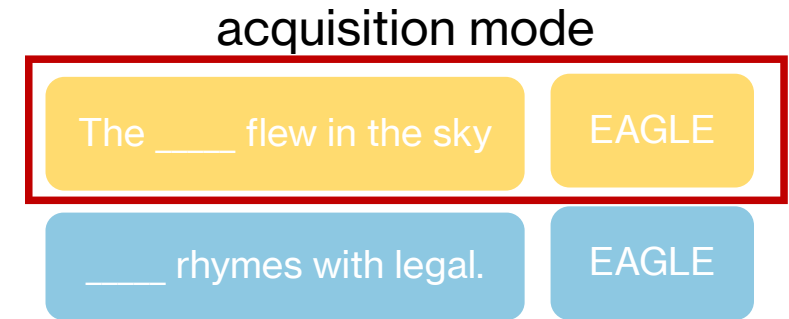 acquisition mode
The ____ flew in the sky EAGLE
____ rhymes with legal. EAGLE